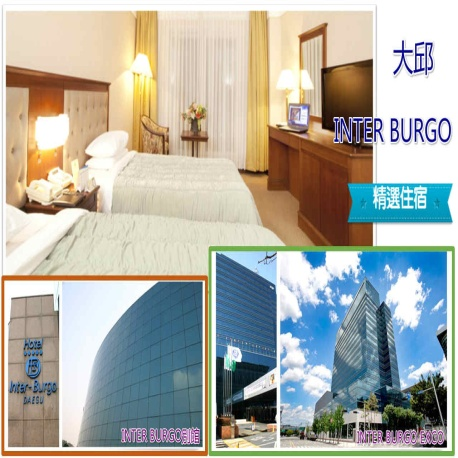 大邱
INTER BURGO
精選住宿
Hotel
Inter-Burgo
DAEGU
INTER BURGO別館
INTER BURGO EXCO